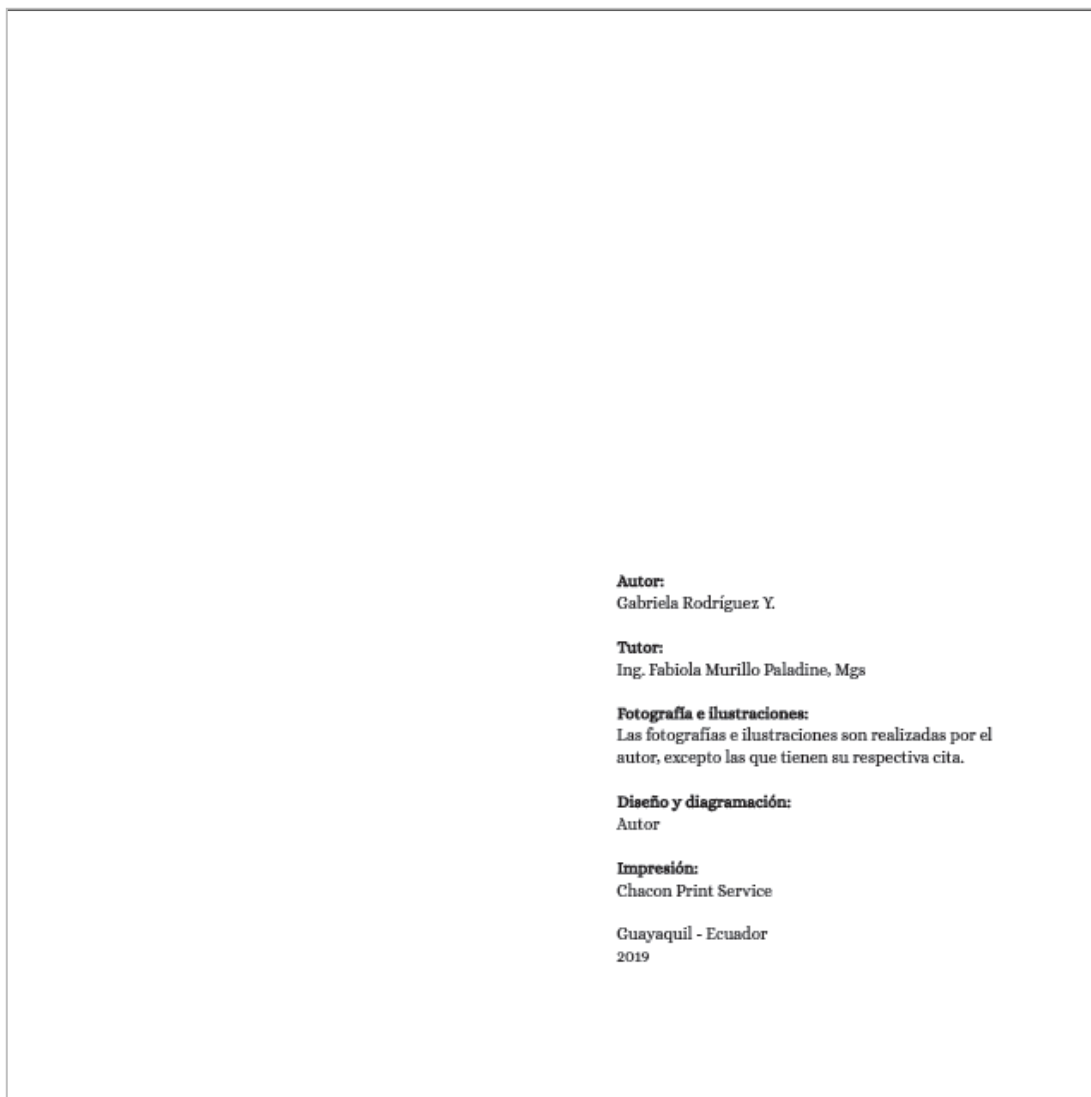 Autor:
Gabriela Rodríguez Y.
Tutor:
Ing. Fabiola Murillo Paladine, Mgs
Fotografía e ilustraciones:
Las fotografías e ilustraciones son realizadas por el
autor, excepto las que tienen su respectiva cita.
Diseño y diagramación:
Autor
Impresión:
Chacon Print Service
Guayaquil - Ecuador
2019